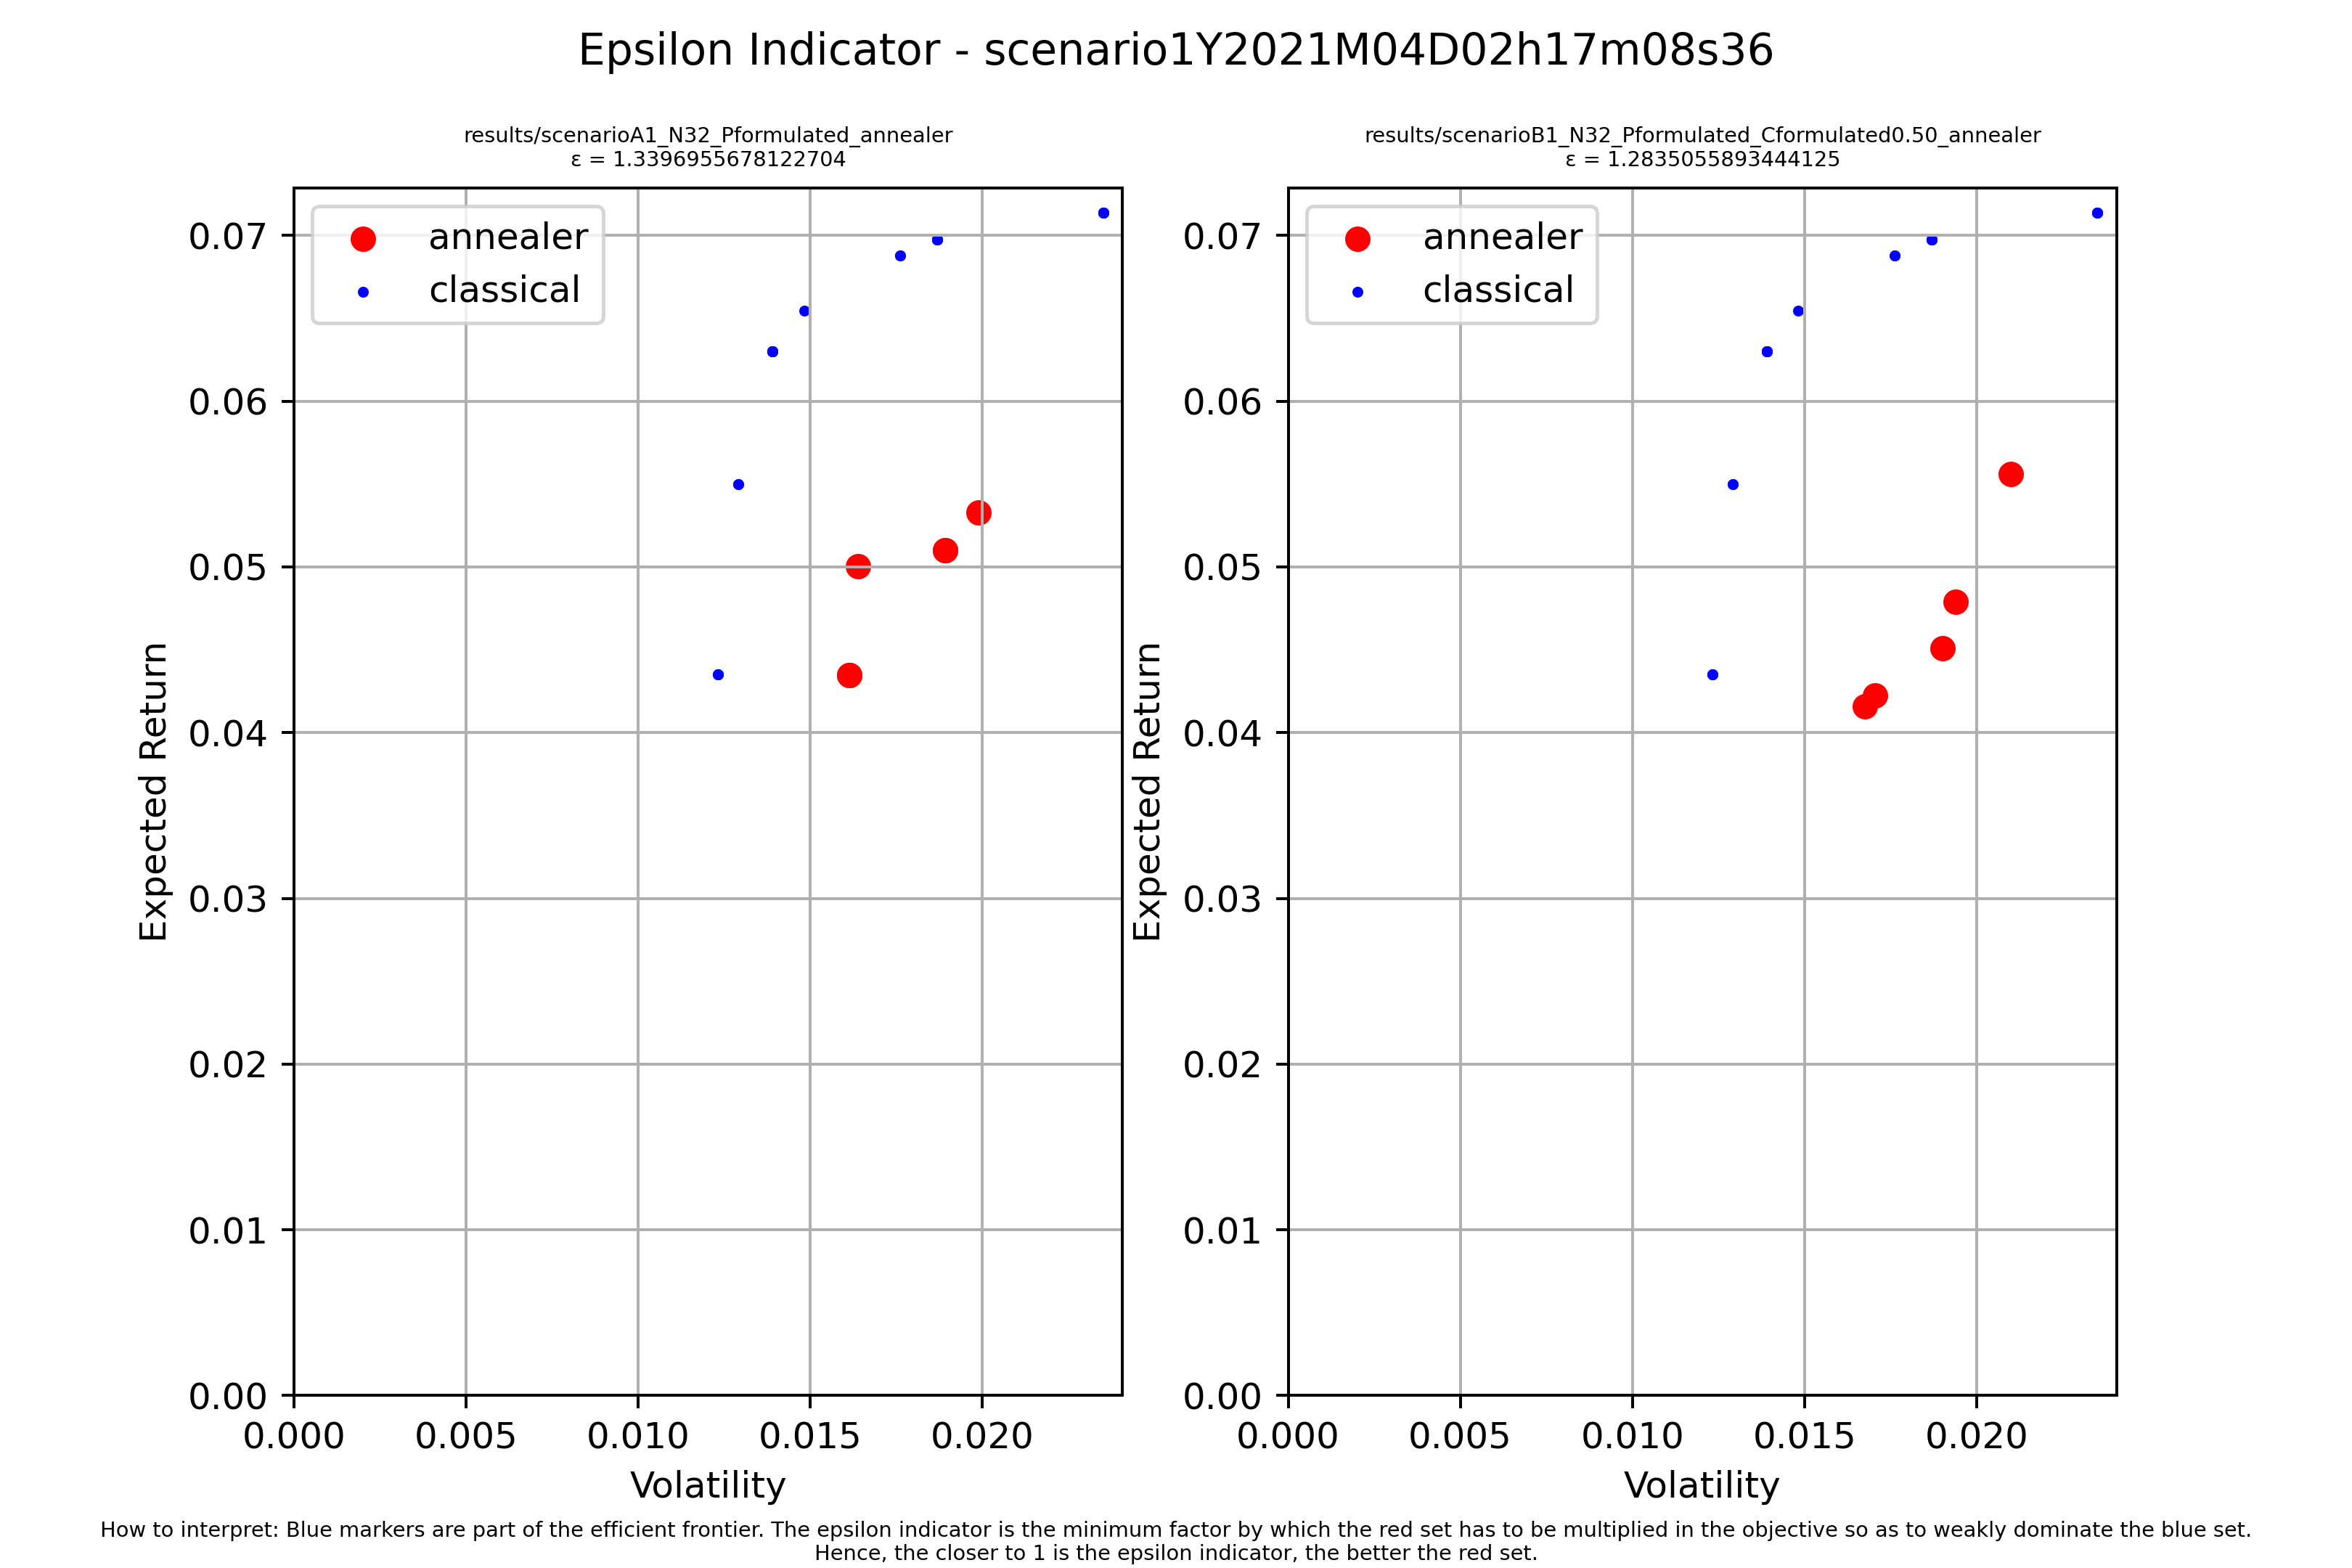 Epsilon Indicator - scenario1Y2021M04D02h17m08s36
results/scenarioA1_N32_Pformulated_annealer
ε = 1.3396955678122704
annealer
classical
0.07
0.06
0.05
0.04
0.03
0.02
0.01
0.00
Expected Return
0.000
0.005
0.010
0.015
0.020
Volatility
results/scenarioB1_N32_Pformulated_Cformulated0.50_annealer
ε = 1.2835055893444125
annealer
classical
0.07
0.06
0.05
0.04
0.03
0.02
0.01
0.00
Expected Return
0.000
0.005
0.010
0.015
0.020
Volatility
How to interpret: Blue markers are part of the efficient frontier. The epsilon indicator is the minimum factor by which the red set has to be multiplied in the objective so as to weakly dominate the blue set.
Hence, the closer to 1 is the epsilon indicator, the better the red set.